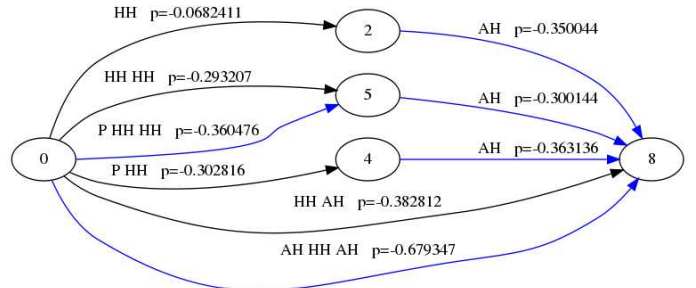 HH p=-0.0682411
2
AH p=-0.350044
HH HH p=-0.293207
5
AH p=-0.300144
P HH HH p=-0.360476
0
4
AH p=-0.363136
8
P HH p=-0.302816
HH AH p=-0.382812
AH HH AH p=-0.679347